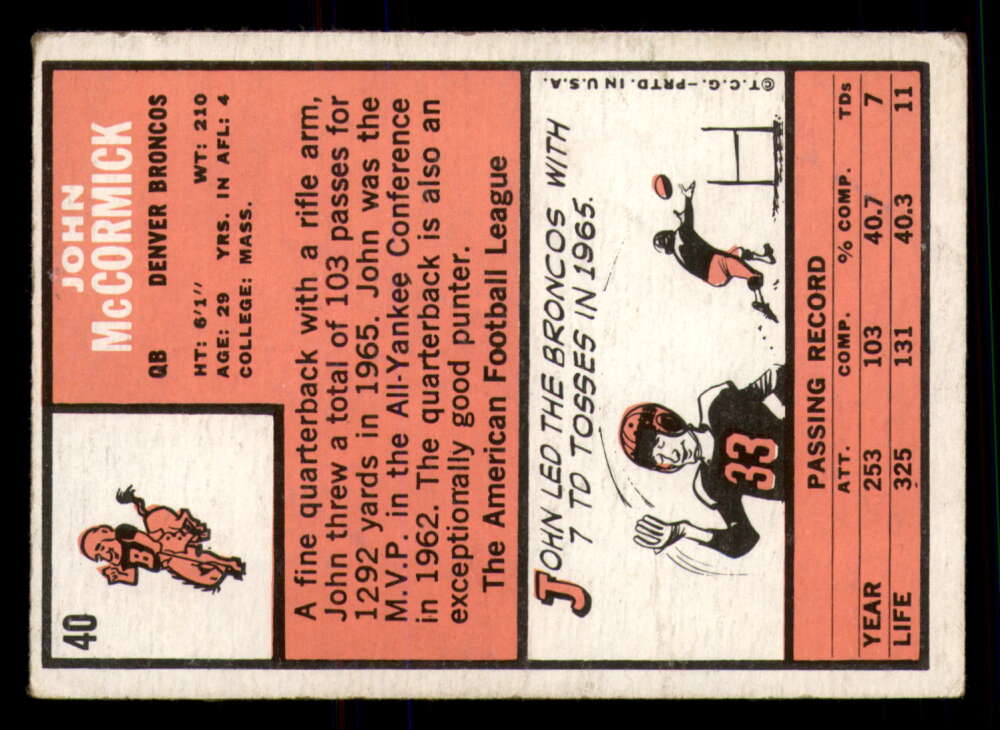 40
JOHN
McCORMICK
QB DENVER BRONCOS
HT: 6'1" WT: 210
AGE: 29 YRS. IN AFL: 4
COLLEGE: MASS.
B
A fine quarterback with a rifle arm,
John threw a total of 103 passes for
1292 yards in 1965. John was the
M.V.P. in the All-Yankee Conference
in 1962. The quarterback is also an
exceptionally good punter.
The American Football League
JOHN LED THE BRONCOS WITH
7 TD TOSSES IN 1965.
33
©T.C.G.—PRTD. IN U.S.A.
PASSING RECORD
ATT. COMP. % COMP. TDs
YEAR 253 103 40.7 7
LIFE 325 131 40.3 11